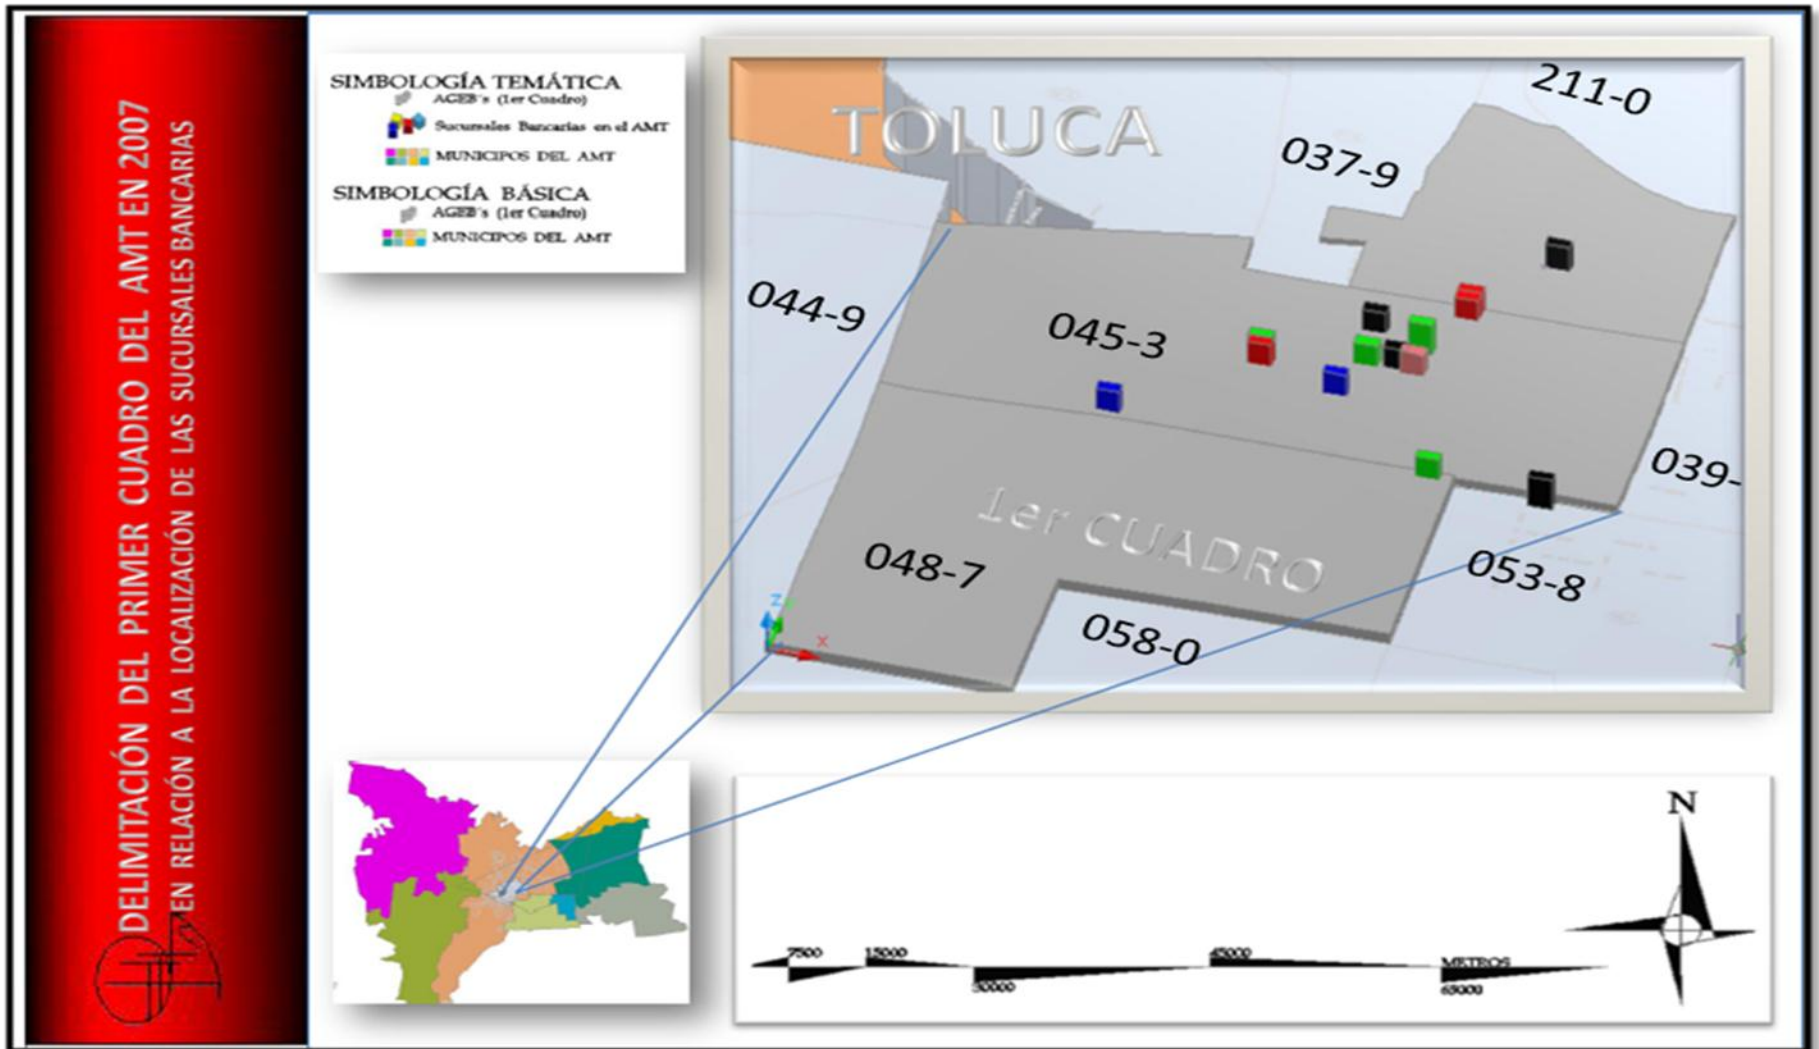 DELIMITACIÓN DEL PRIMER CUADRO DEL AMT EN 2007
EN RELACIÓN A LA LOCALIZACIÓN DE LAS SUCURSALES BANCARIAS
SIMBOLOGÍA TEMÁTICA
AGEB's (1er Cuadro)
Sucursales Bancarias en el AMT
MUNICIPOS DEL AMT
SIMBOLOGÍA BÁSICA
AGEB's (1er Cuadro)
MUNICIPOS DEL AMT
TOLUCA
211-0
037-9
044-9
045-3
039-
1er CUADRO
048-7
053-8
058-0
Z
X
N
7500
15000
45000
METROS
30000